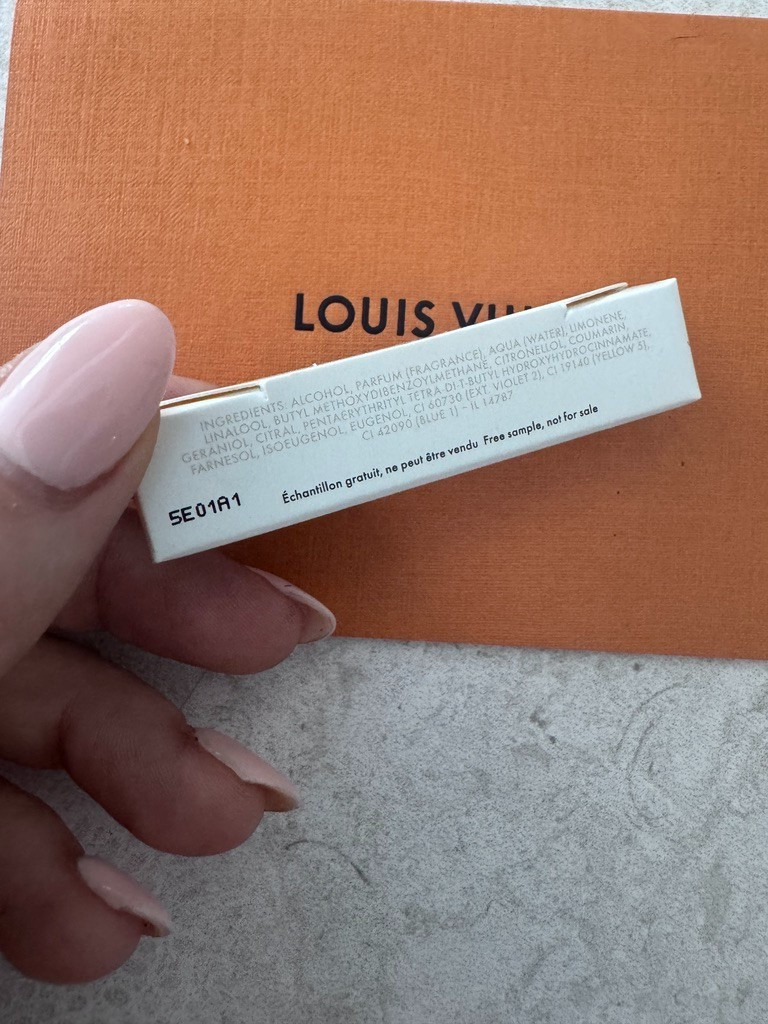 LOUIS VUI
INGREDIENTS: ALCOHOL, PARFUM (FRAGRANCE), AQUA (WATER), LIMONENE,
LINALOOL, BUTYL METHOXYDIBENZOYLMETHANE, CITRONELLOL, COUMARIN,
GERANIOL, CITRAL, PENTAERYTHRITYL TETRA-DI-T-BUTYL HYDROXYHYDROCINNAMATE,
FARNESOL, ISOEUGENOL, EUGENOL, CI 60730 (EXT. VIOLET 2), CI 19140 (YELLOW 5),
CI 42090 (BLUE 1) - IL 14787
5E01A1
Échantillon gratuit, ne peut être vendu Free sample, not for sale